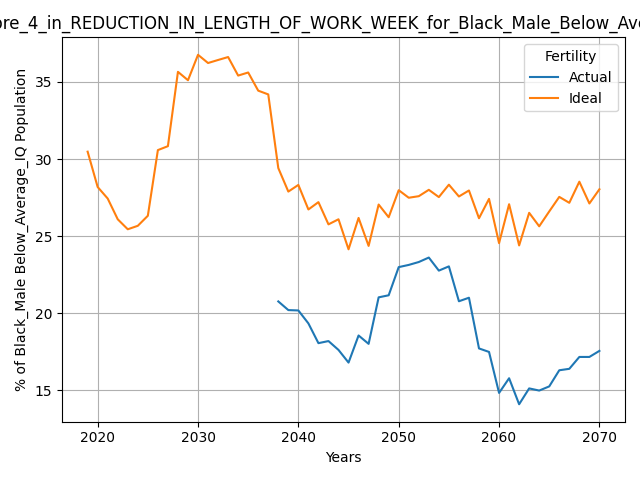 ore_4_in_REDUCTION_IN_LENGTH_OF_WORK_WEEK_for_Black_Male_Below_Ave
% of Black_Male Below_Average_IQ Population
35
30
25
20
15
Fertility
Actual
Ideal
2020
2030
2040
2050
2060
2070
Years